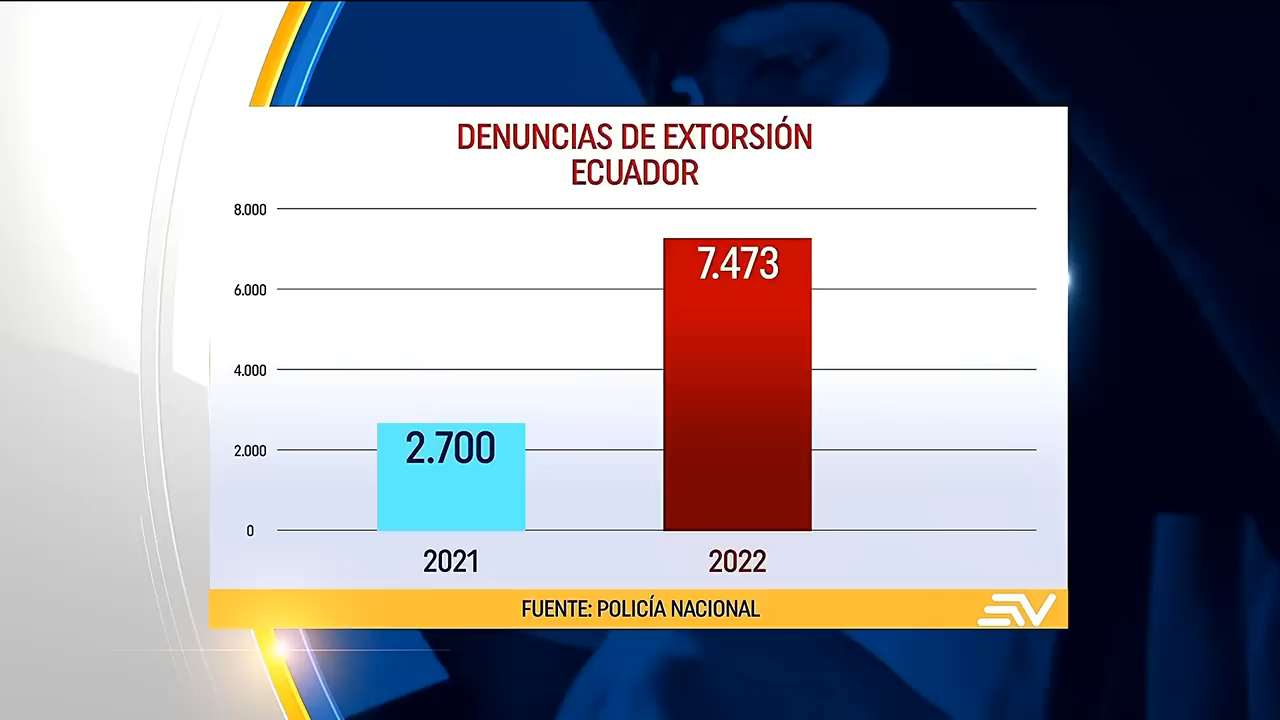 DENUNCIAS DE EXTORSIÓN
ECUADOR
8.000
6.000
4.000
2.000
0
2.700
7.473
2021
2022
FUENTE: POLICÍA NACIONAL
EV